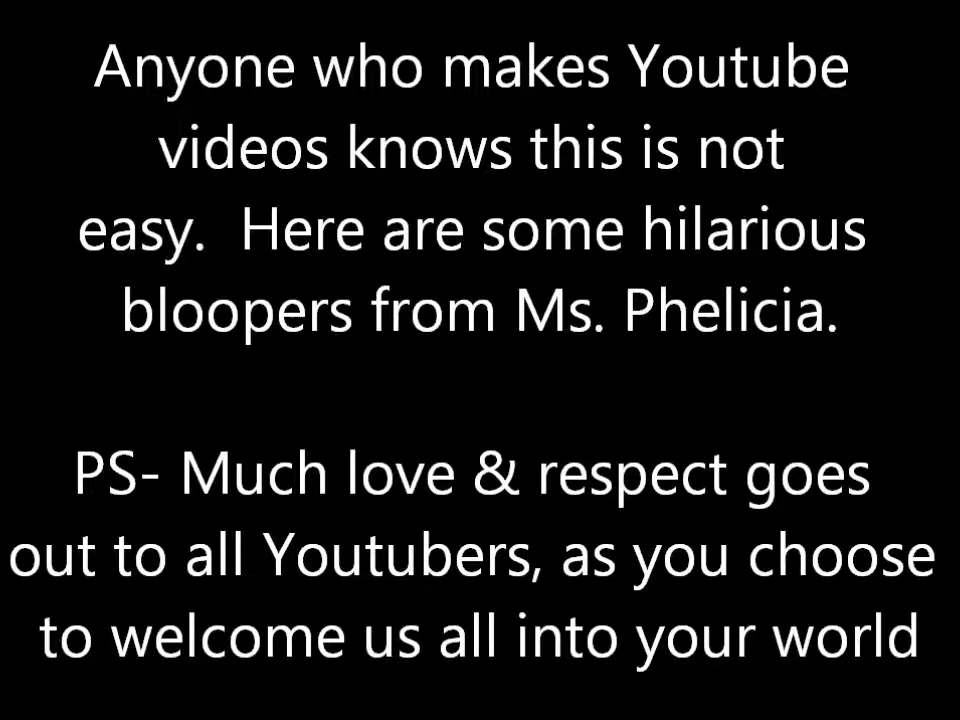 Anyone who makes Youtube
videos knows this is not
easy.  Here are some hilarious
bloopers from Ms. Phelicia.
PS- Much love & respect goes
out to all Youtubers, as you choose
to welcome us all into your world